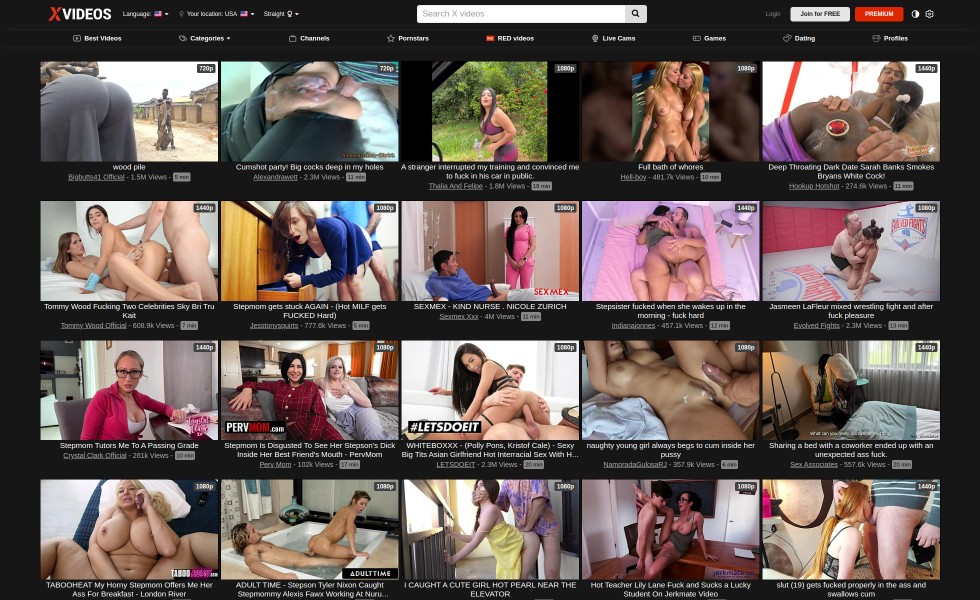 XVIDEOS
Language:
Your location: USA
Straight
Search X videos
Login
Join for FREE
PREMIUM
Best Videos
Categories
Channels
Pornstars
RED videos
Live Cams
Games
Dating
Profiles
720p
720p
1080p
1080p
1440p
wood pile
Bigbutts41 Official - 1.5M Views - 5 min
Cumshot party! Big cocks deep in my holes
Alexandrawett - 2.3M Views - 11 min
A stranger interrupted my training and convinced me
to fuck in his car in public.
Thalia And Felipe - 1.8M Views - 18 min
Full bath of whores
Hell-boy - 481.7k Views - 10 min
Deep Throating Dark Date Sarah Banks Smokes
Bryans White Cock!
Hookup Hotshot - 274.6k Views - 11 min
1440p
1080p
1080p
1440p
1080p
SEXMEX
Tommy Wood Fucking Two Celebrities Sky Bri Tru
Kait
Tommy Wood Official - 608.9k Views - 7 min
Stepmom gets stuck AGAIN - (Hot MILF gets
FUCKED Hard)
Jesstonysquirts - 777.6k Views - 5 min
SEXMEX - KIND NURSE . NICOLE ZURICH
Sexmex Xxx - 4M Views - 11 min
Stepsister fucked when she wakes up in the
morning - fuck hard
Indianajonnes - 457.1k Views - 12 min
Jasmeen LaFleur mixed wrestling fight and after
fuck pleasure
Evolved Fights - 2.3M Views - 13 min
1440p
1080p
1080p
1080p
1440p
PERVMOM.com
#LETSDOEIT
Stepmom Tutors Me To A Passing Grade
Crystal Clark Official - 261k Views - 10 min
Stepmom Is Disgusted To See Her Stepson's Dick
Inside Her Best Friend's Mouth - PervMom
Perv Mom - 102k Views - 17 min
WHITEBOXXX - (Polly Pons, Kristof Cale) - Sexy
Big Tits Asian Girlfriend Hot Interracial Sex With H...
LETSDOEIT - 2.3M Views - 20 min
naughty young girl always begs to cum inside her
pussy
NamoradaGulosaRJ - 357.9k Views - 6 min
Sharing a bed with a coworker ended up with an
unexpected ass fuck.
Sex Associates - 557.6k Views - 20 min
1080p
1080p
1080p
1080p
1440p
TABOO
ADULTTIME
TABOOHEAT My Horny Stepmom Offers Me Her
Ass For Breakfast - London River
ADULT TIME - Stepson Tyler Nixon Caught
Stepmommy Alexis Fawx Working At Nuru...
I CAUGHT A CUTE GIRL HOT PEARL NEAR THE
ELEVATOR
Hot Teacher Lily Lane Fuck and Sucks a Lucky
Student On Jerkmate Video
slut (19) gets fucked properly in the ass and
swallows cum